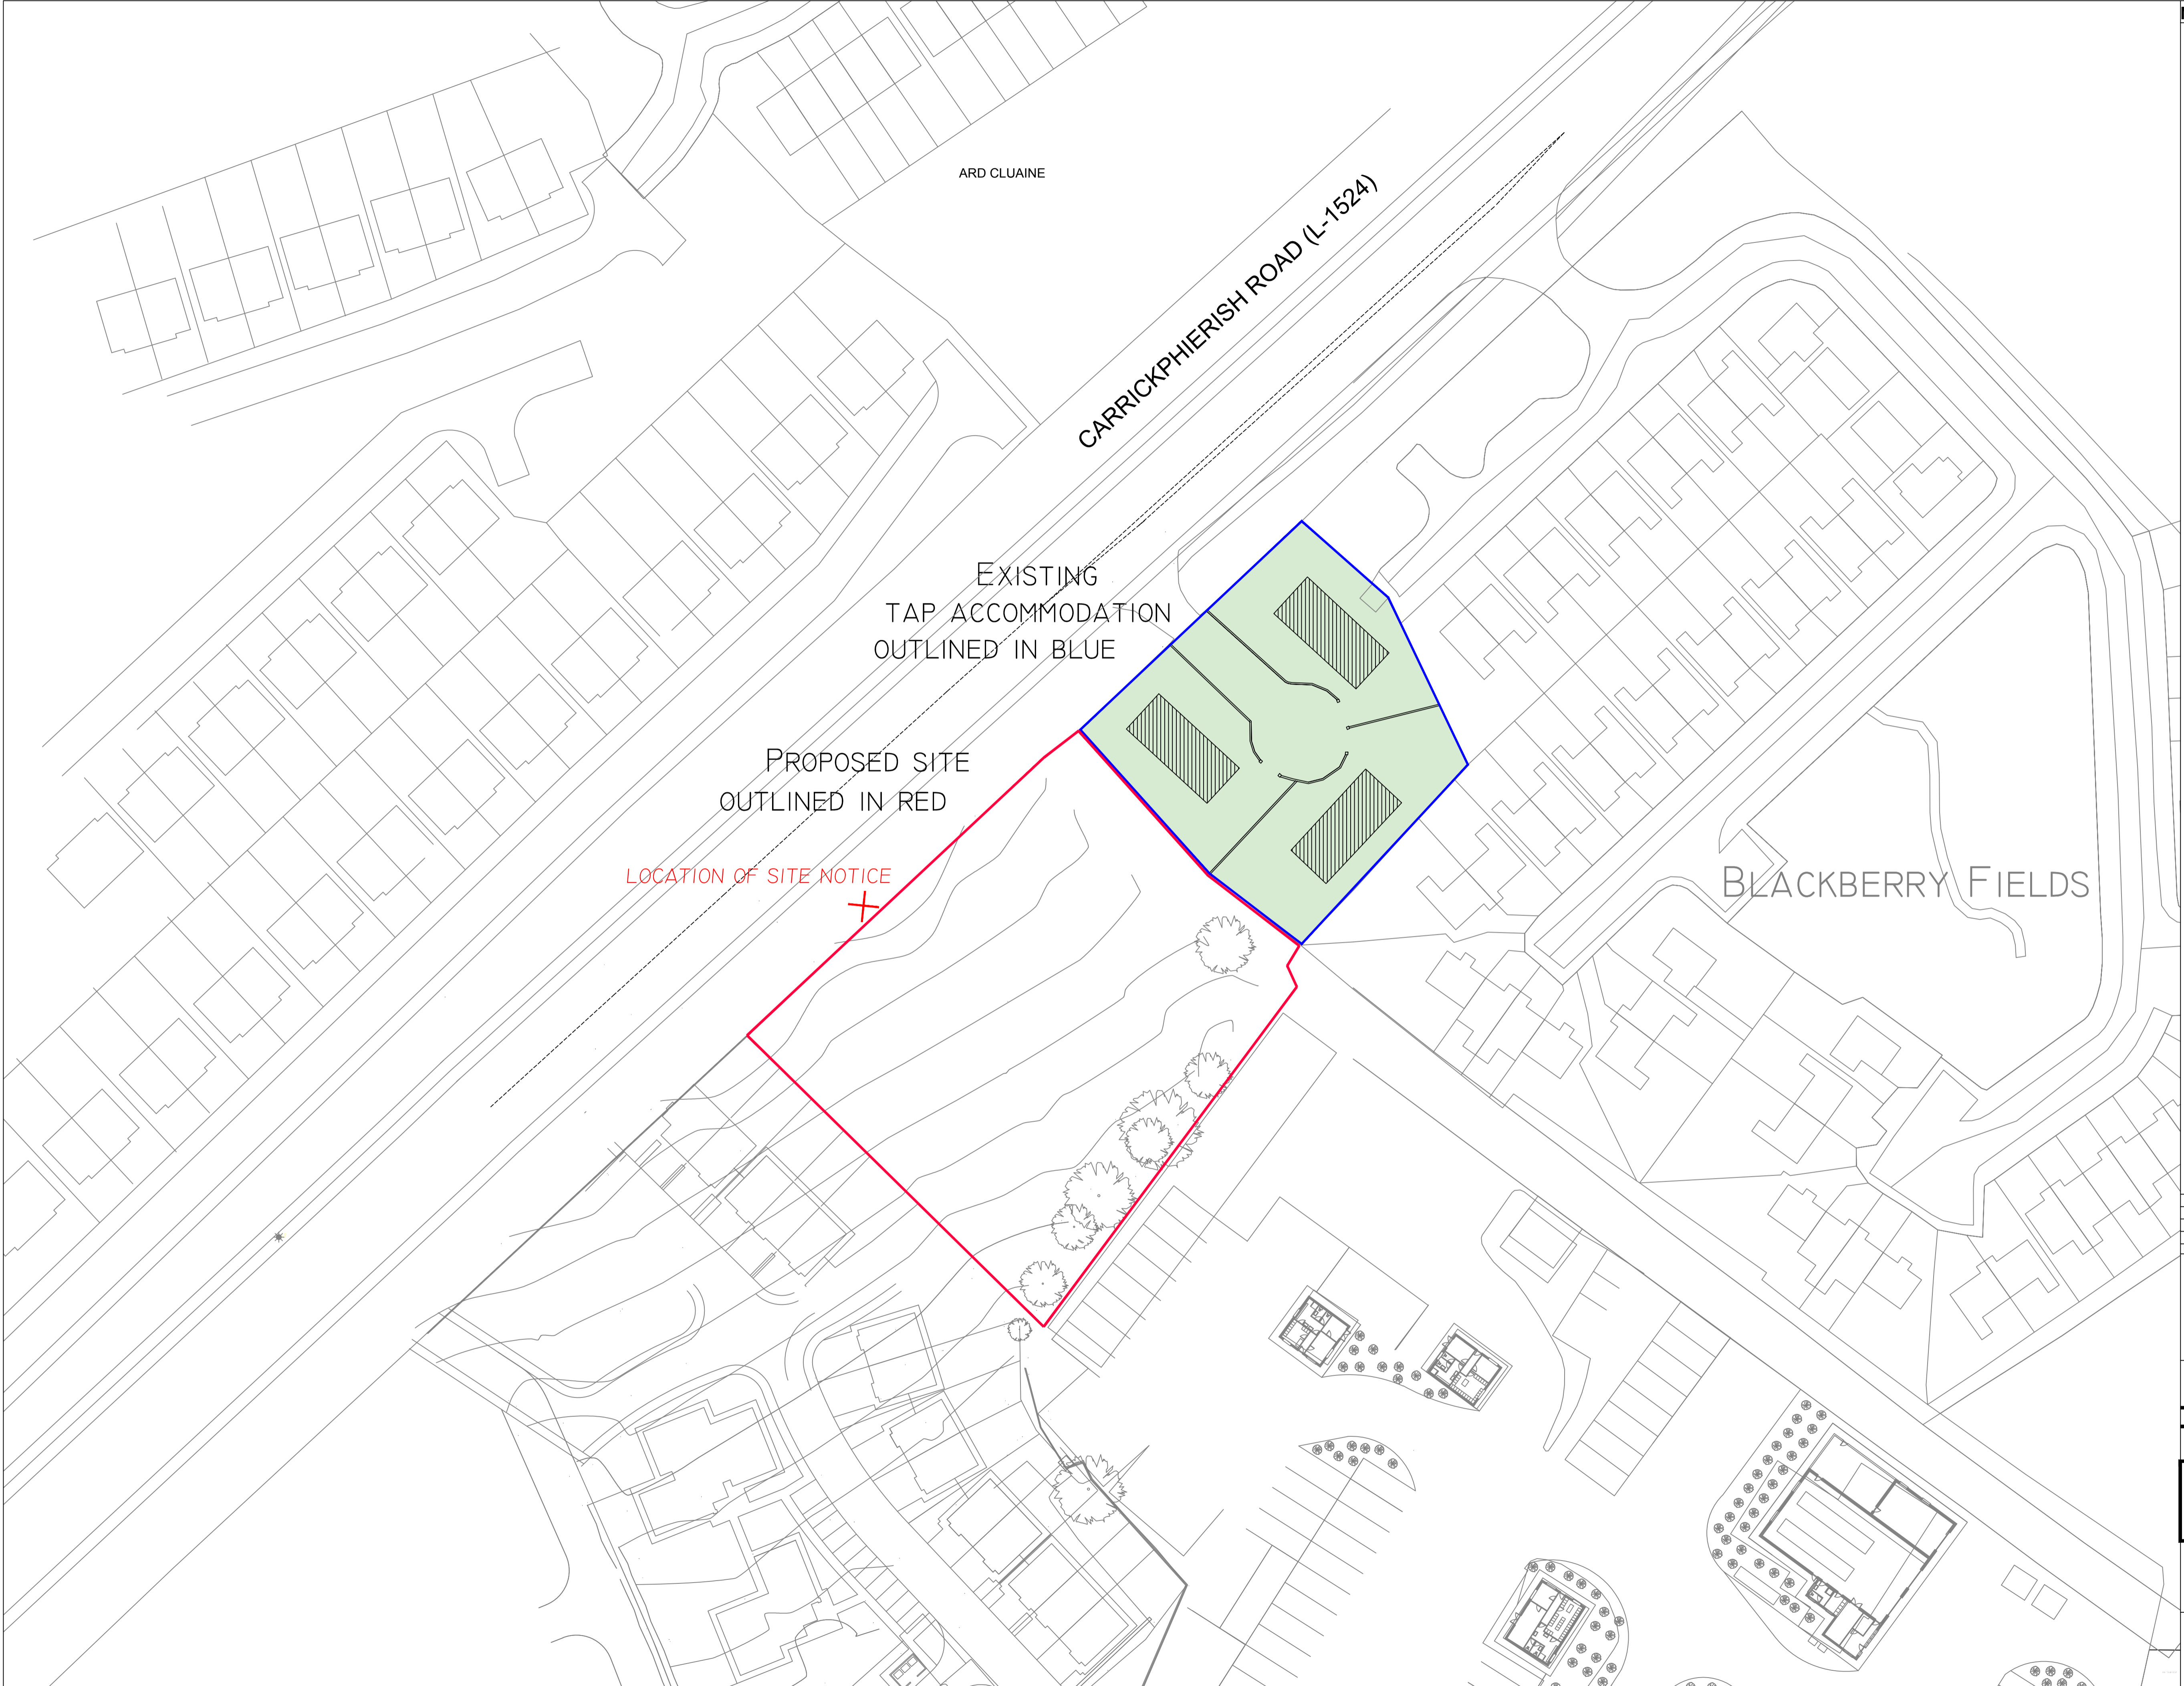 ARD CLUAINE
CARRICKPHIERISH ROAD (L-1524)
EXISTING
TAP ACCOMMODATION
OUTLINED IN BLUE
PROPOSED SITE
OUTLINED IN RED
LOCATION OF SITE NOTICE
BLACKBERRY FIELDS